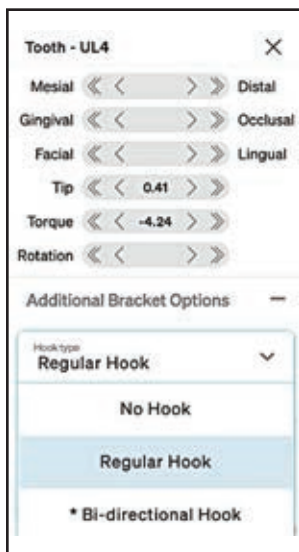 Tooth - UL4
Mesial Distal
Gingival Occlusal
Facial Lingual
Tip 0.41
Torque -4.24
Rotation
Additional Bracket Options
Hook type
Regular Hook
No Hook
Regular Hook
* Bi-directional Hook